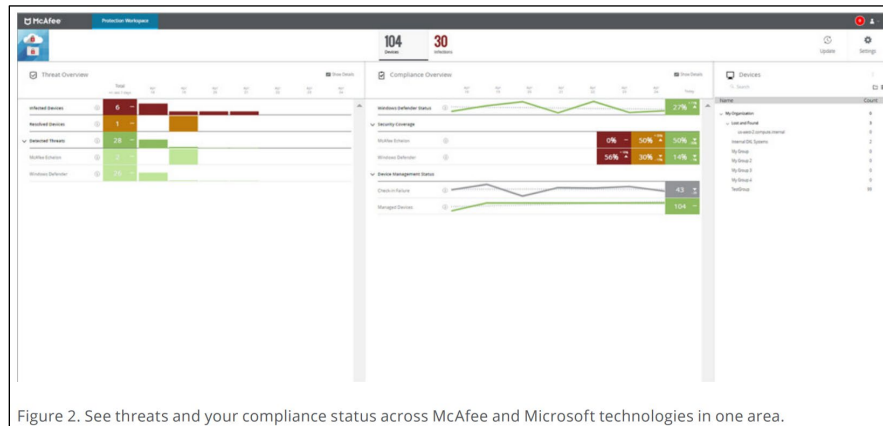 McAfee
Protection Workspace
104
Devices
30
Infections
Update
Settings
Threat Overview
Show Details
Total
Infected Devices
6
Resolved Devices
1
Detected Threats
28
McAfee Echelon
2
Windows Defender
26
Compliance Overview
Show Details
Today
Windows Defender Status
27%
Security Coverage
McAfee Echelon
0%
50%
50%
Windows Defender
56%
30%
14%
Device Management Status
Check-in Failure
43
Managed Devices
104
Devices
Search
Name
Count
My Organization
Lost and Found
Internal DXL Systems
2
My Group
My Group 2
My Group 3
My Group 4
TestGroup
Figure 2. See threats and your compliance status across McAfee and Microsoft technologies in one area.